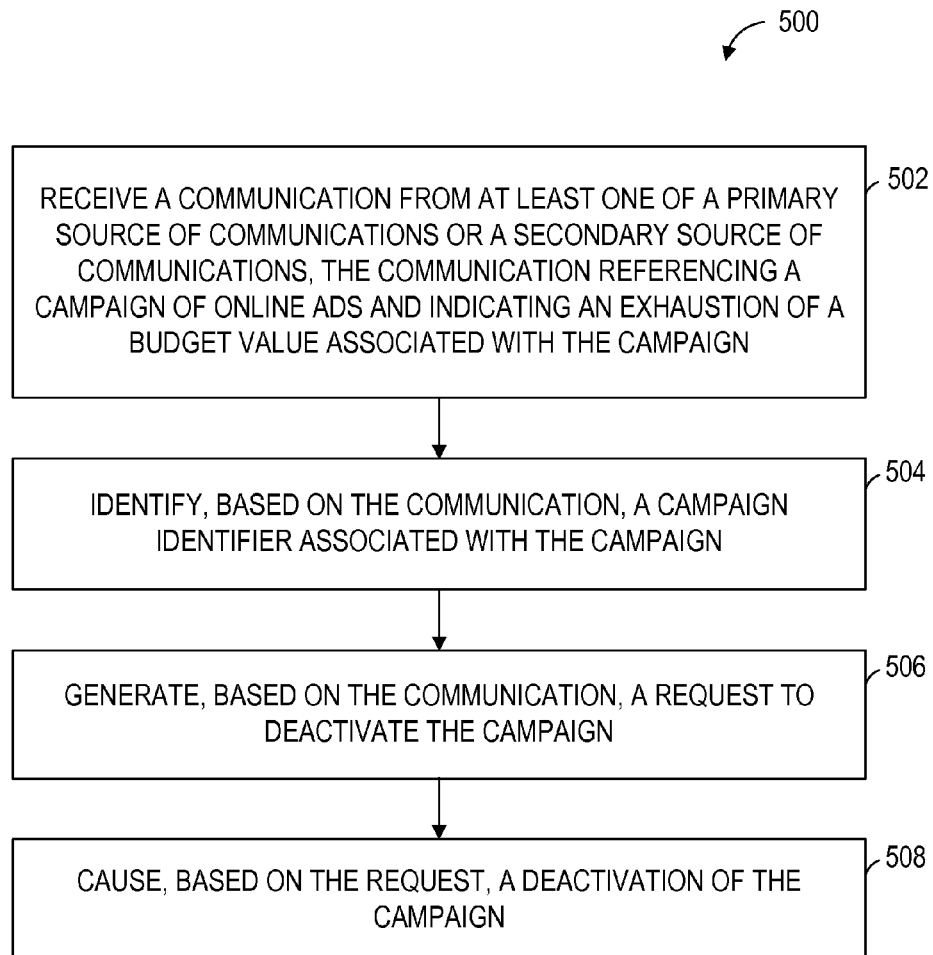 500
RECEIVE A COMMUNICATION FROM AT LEAST ONE OF A PRIMARY
SOURCE OF COMMUNICATIONS OR A SECONDARY SOURCE OF
COMMUNICATIONS, THE COMMUNICATION REFERENCING A
CAMPAIGN OF ONLINE ADS AND INDICATING AN EXHAUSTION OF A
BUDGET VALUE ASSOCIATED WITH THE CAMPAIGN
502
IDENTIFY, BASED ON THE COMMUNICATION, A CAMPAIGN
IDENTIFIER ASSOCIATED WITH THE CAMPAIGN
504
GENERATE, BASED ON THE COMMUNICATION, A REQUEST TO
DEACTIVATE THE CAMPAIGN
506
CAUSE, BASED ON THE REQUEST, A DEACTIVATION OF THE
CAMPAIGN
508